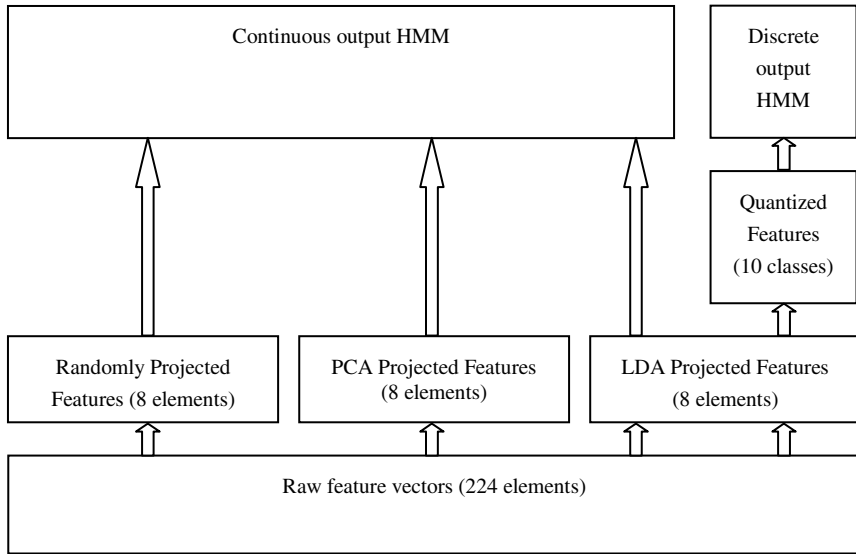 Continuous output HMM
Discrete
output
HMM
Quantized
Features
(10 classes)
Randomly Projected
Features (8 elements)
PCA Projected Features
(8 elements)
LDA Projected Features
(8 elements)
Raw feature vectors (224 elements)